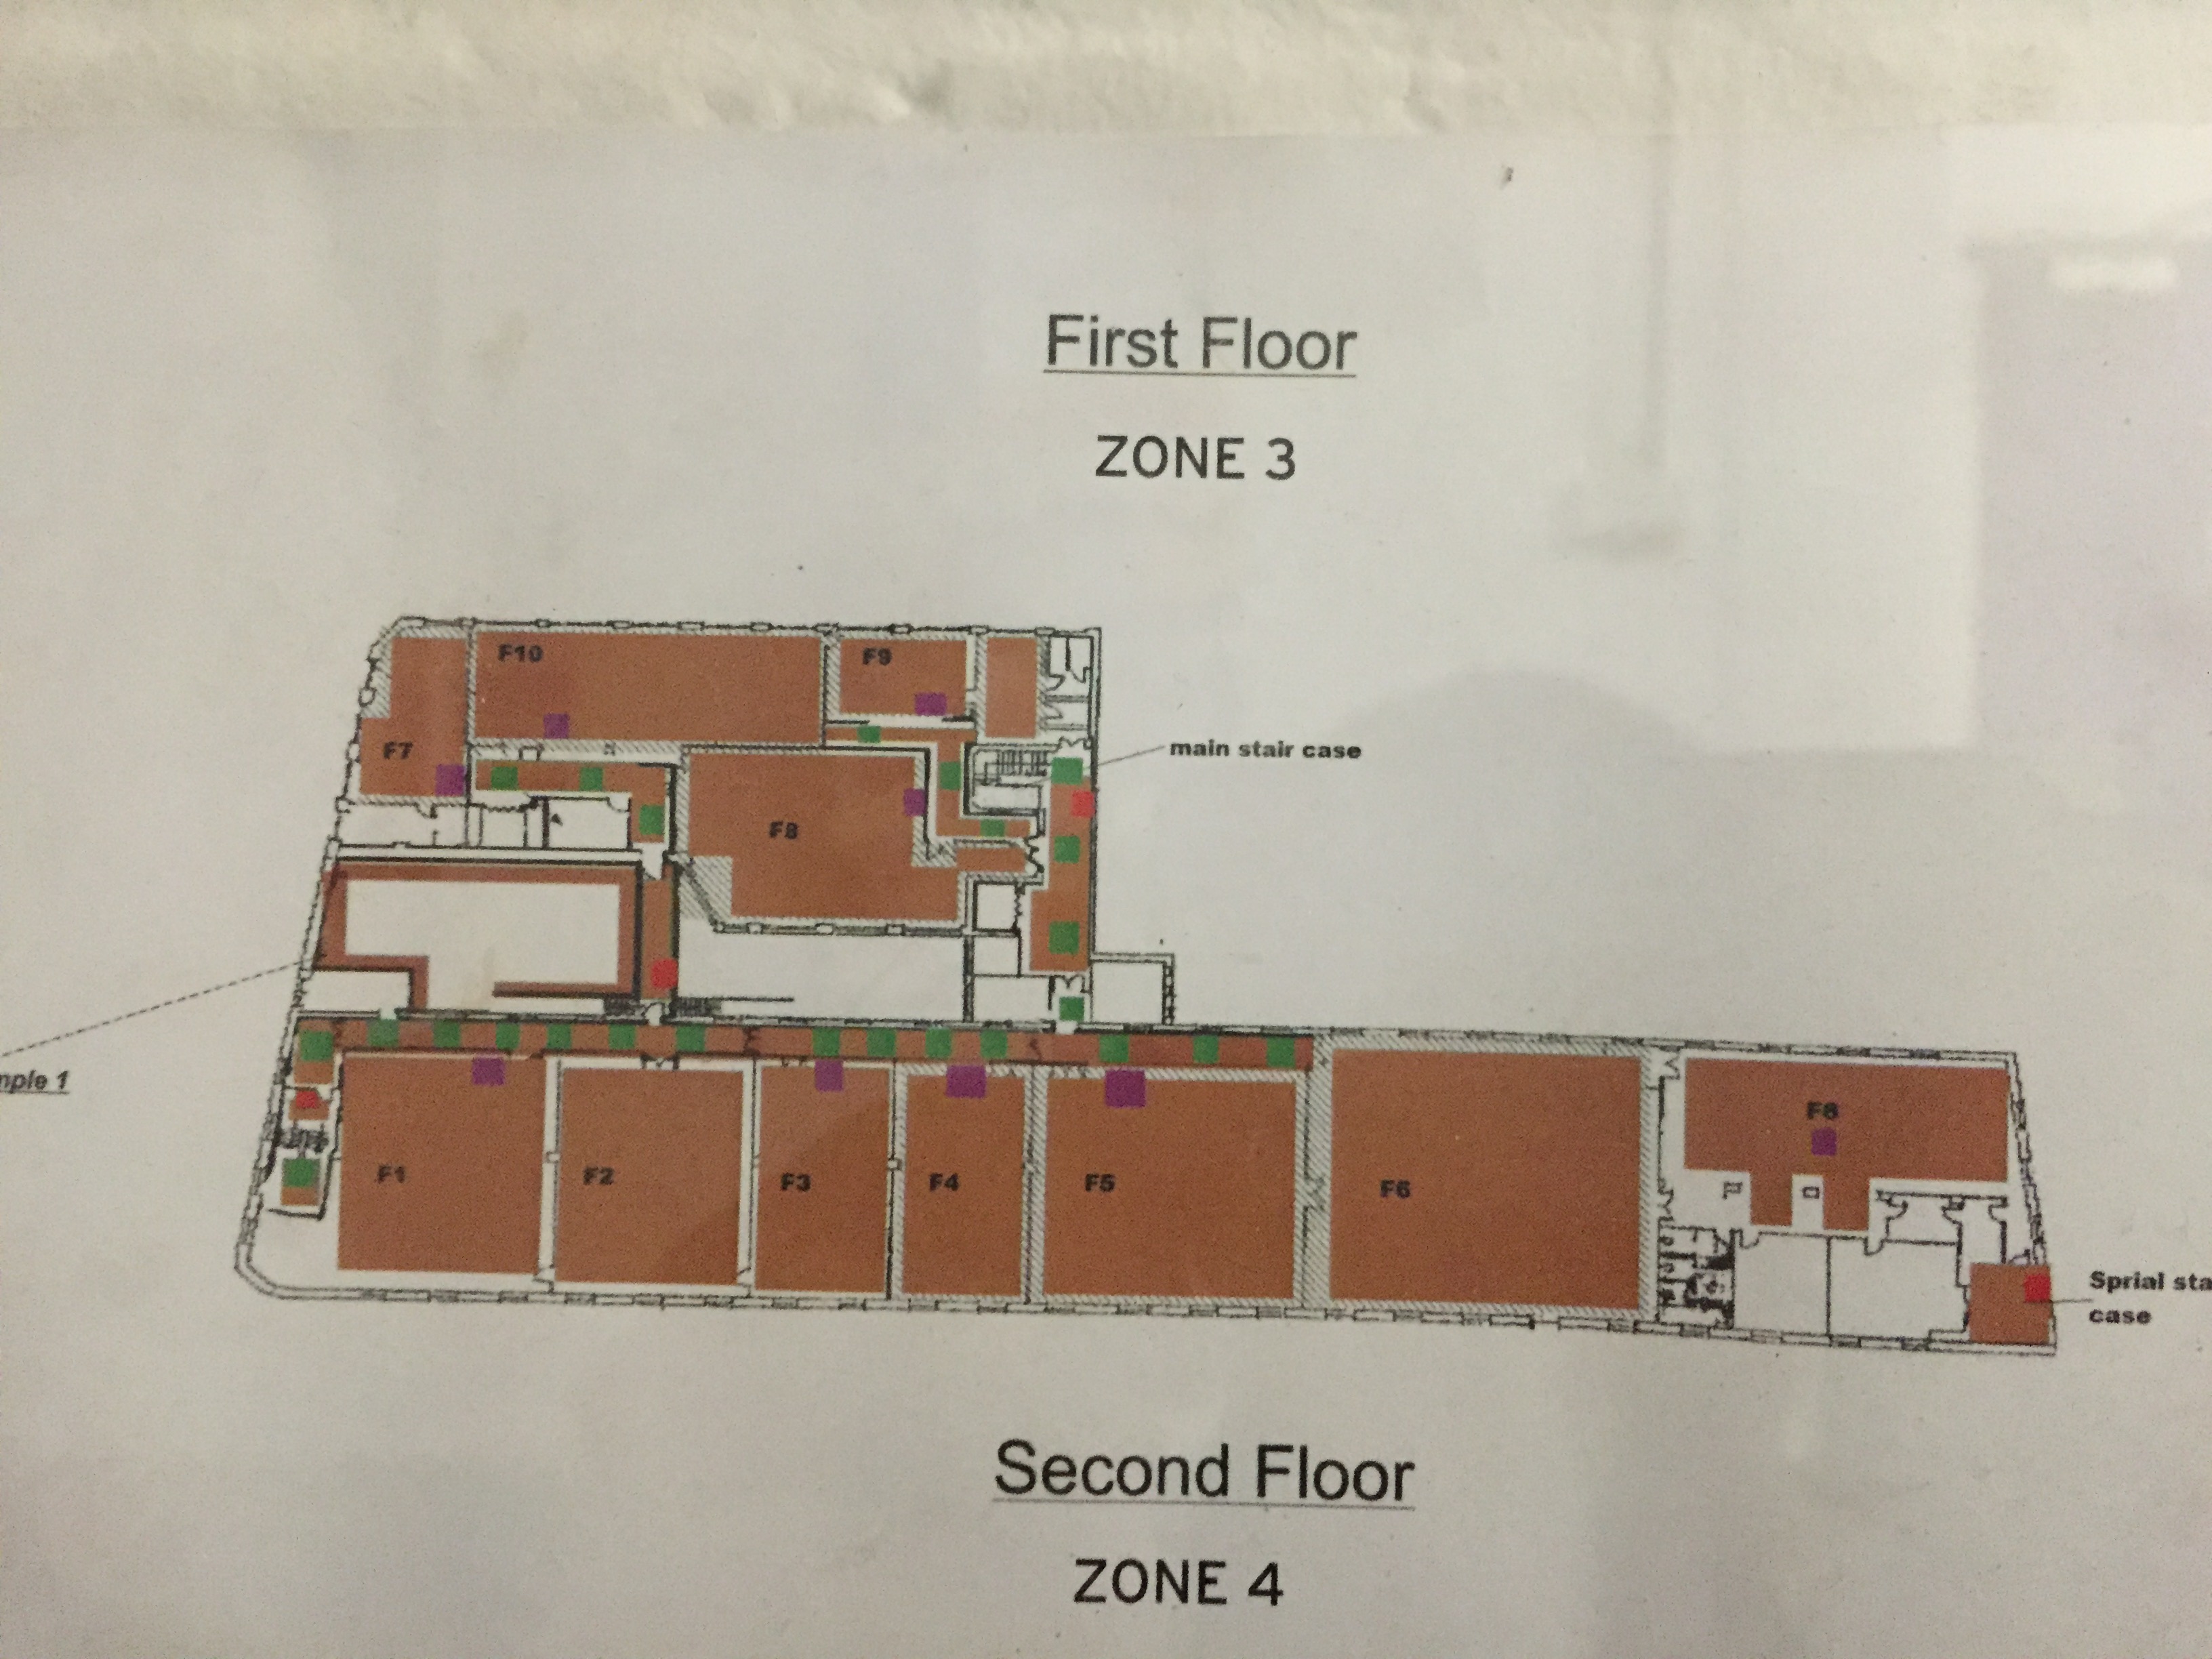 First Floor
ZONE 3
F10
F9
F7
main stair case
F8
mple 1
F8
F1
F2
F3
F4
F5
F6
Sprial sta
case
Second Floor
ZONE 4